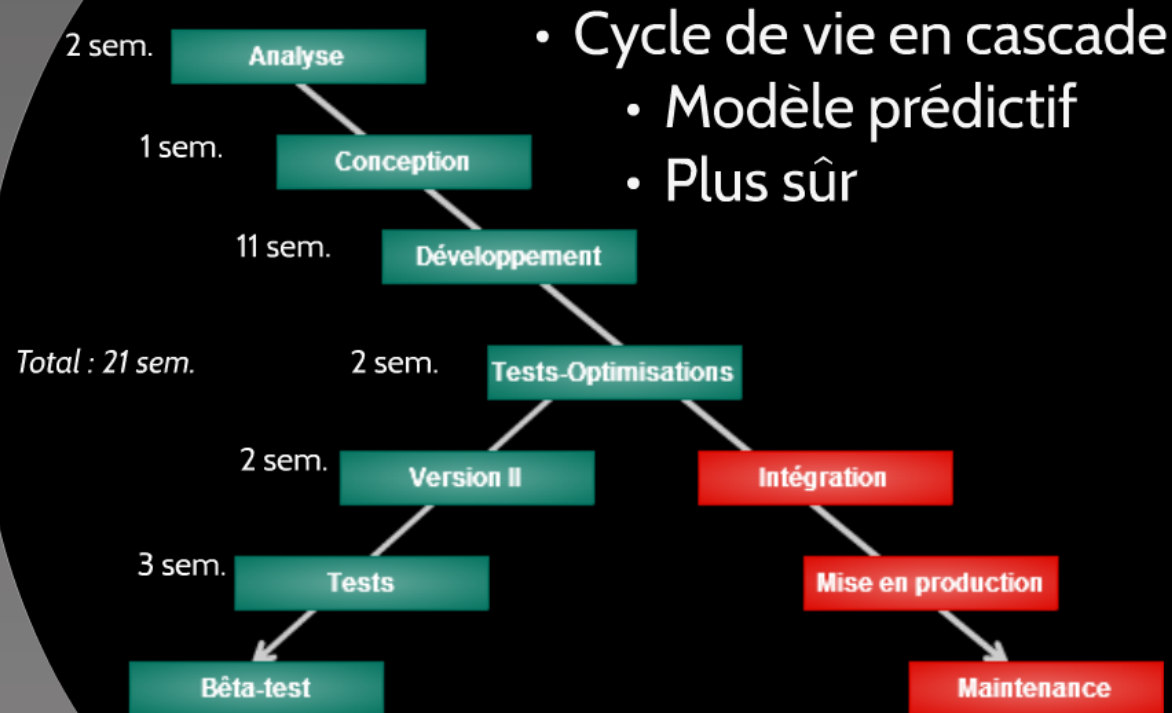 • Cycle de vie en cascade
• Modèle prédictif
• Plus sûr
2 sem.
Analyse
1 sem.
Conception
11 sem.
Développement
Total : 21 sem.
2 sem.
Tests-Optimisations
2 sem.
Version II
Intégration
3 sem.
Tests
Mise en production
Bêta-test
Maintenance